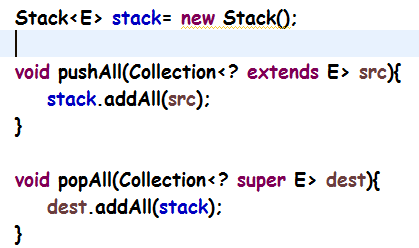 Stack<E> stack= new Stack();
void pushAll(Collection<? extends E> src){
stack.addAll(src);
}
void popAll(Collection<? super E> dest){
dest.addAll(stack);
}